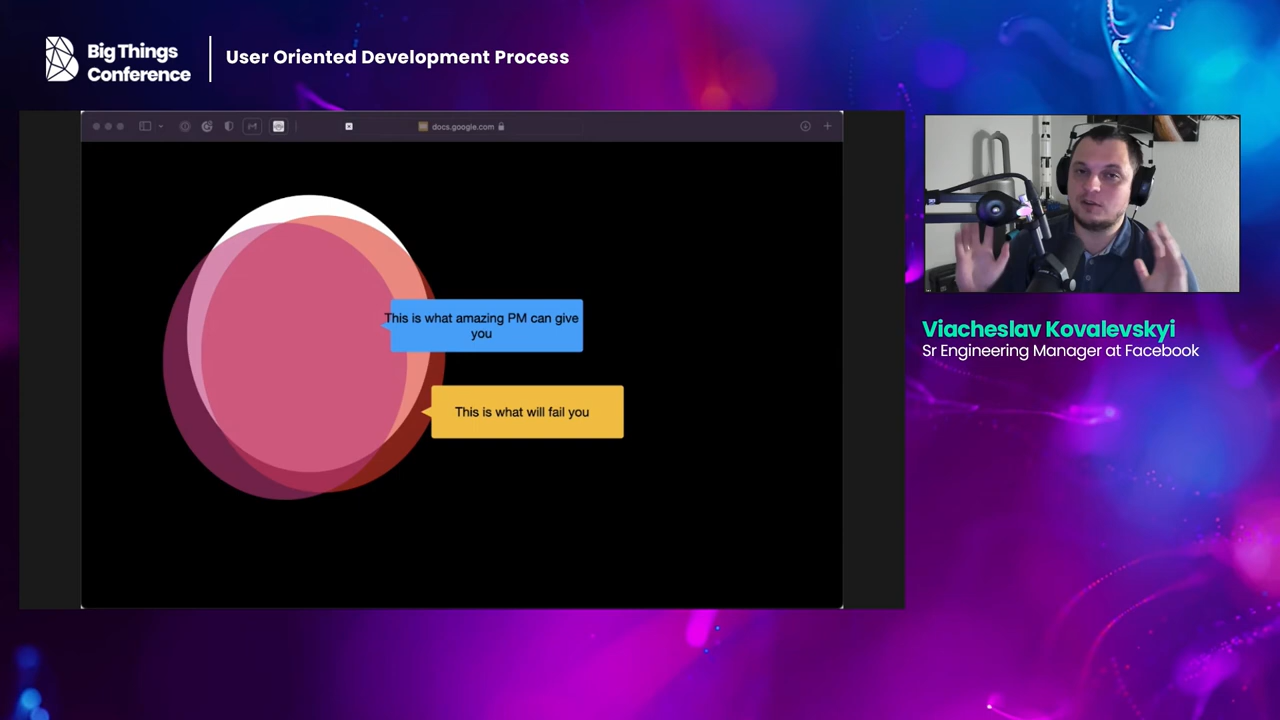 Big Things
Conference
User Oriented Development Process
docs.google.com
This is what amazing PM can give
you
This is what will fail you
Viacheslav Kovalevskyi
Sr Engineering Manager at Facebook